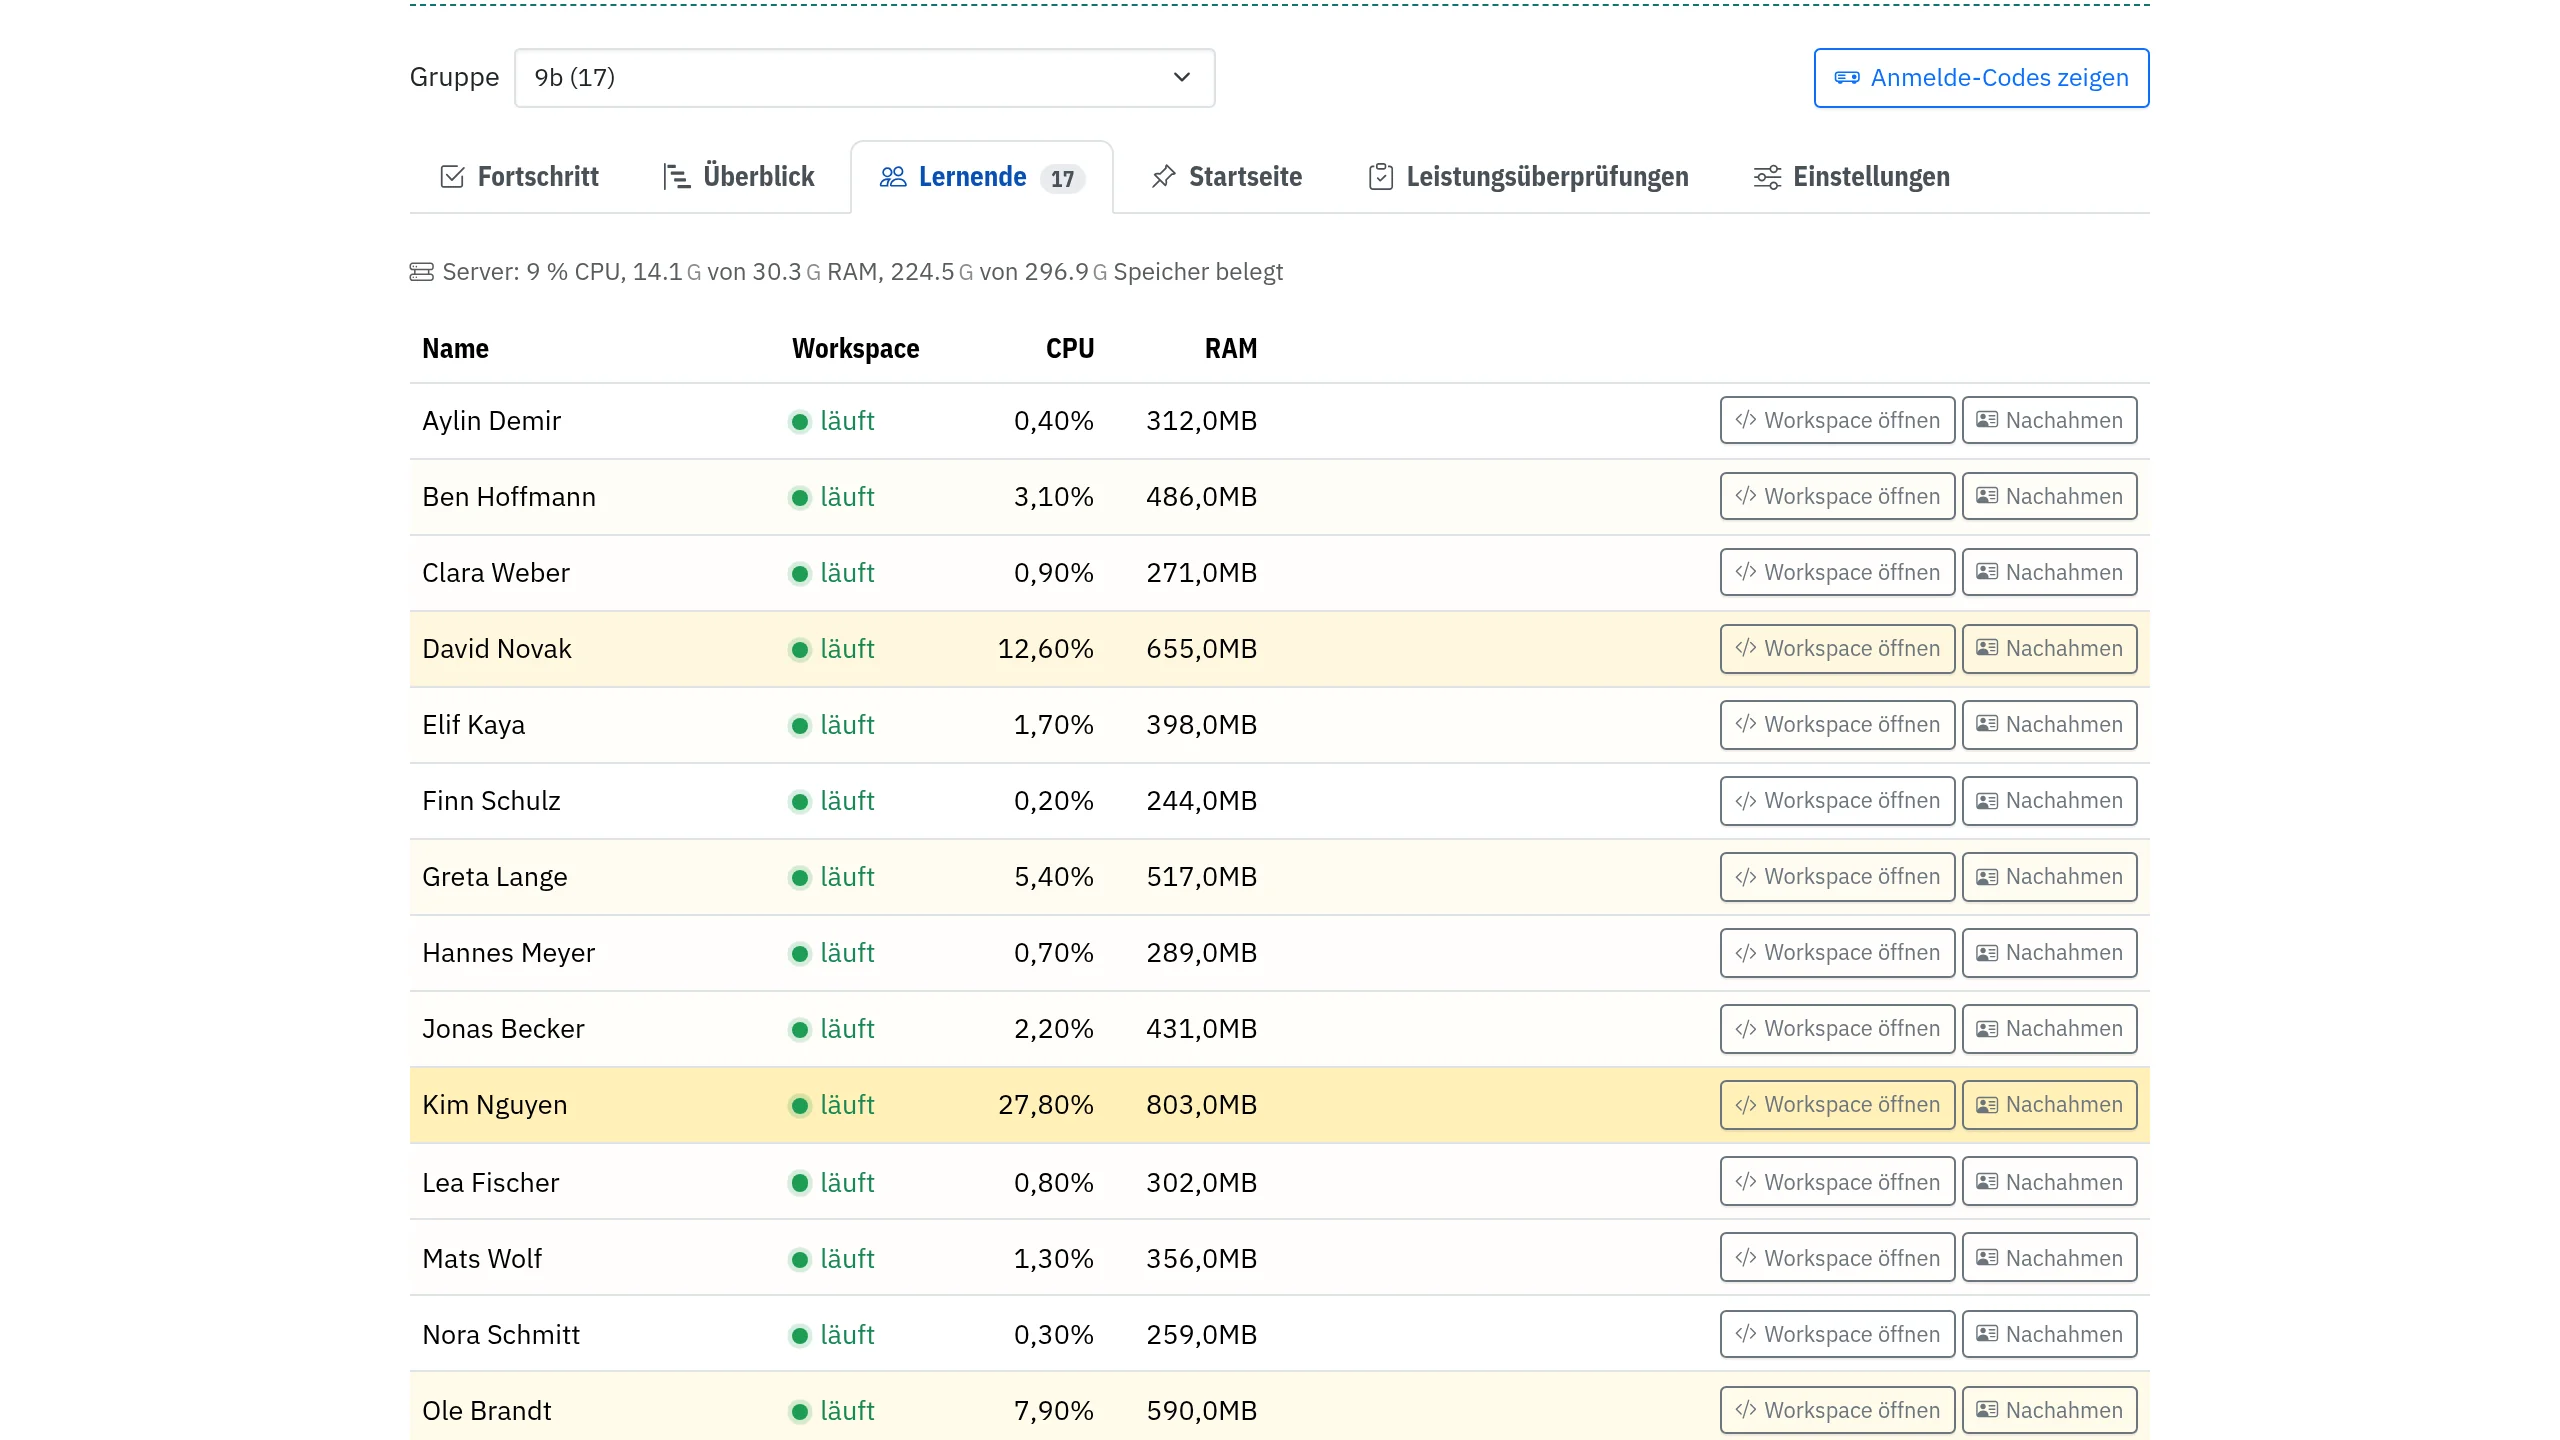 Gruppe 9b (17) Anmelde-Codes zeigen
Fortschritt Überblick Lernende 17 Startseite Leistungsüberprüfungen Einstellungen
Server: 9 % CPU, 14.1 G von 30.3 G RAM, 224.5 G von 296.9 G Speicher belegt
Name Workspace CPU RAM
Aylin Demir läuft 0,40% 312,0MB </> Workspace öffnen Nachahmen
Ben Hoffmann läuft 3,10% 486,0MB </> Workspace öffnen Nachahmen
Clara Weber läuft 0,90% 271,0MB </> Workspace öffnen Nachahmen
David Novak läuft 12,60% 655,0MB </> Workspace öffnen Nachahmen
Elif Kaya läuft 1,70% 398,0MB </> Workspace öffnen Nachahmen
Finn Schulz läuft 0,20% 244,0MB </> Workspace öffnen Nachahmen
Greta Lange läuft 5,40% 517,0MB </> Workspace öffnen Nachahmen
Hannes Meyer läuft 0,70% 289,0MB </> Workspace öffnen Nachahmen
Jonas Becker läuft 2,20% 431,0MB </> Workspace öffnen Nachahmen
Kim Nguyen läuft 27,80% 803,0MB </> Workspace öffnen Nachahmen
Lea Fischer läuft 0,80% 302,0MB </> Workspace öffnen Nachahmen
Mats Wolf läuft 1,30% 356,0MB </> Workspace öffnen Nachahmen
Nora Schmitt läuft 0,30% 259,0MB </> Workspace öffnen Nachahmen
Ole Brandt läuft 7,90% 590,0MB </> Workspace öffnen Nachahmen